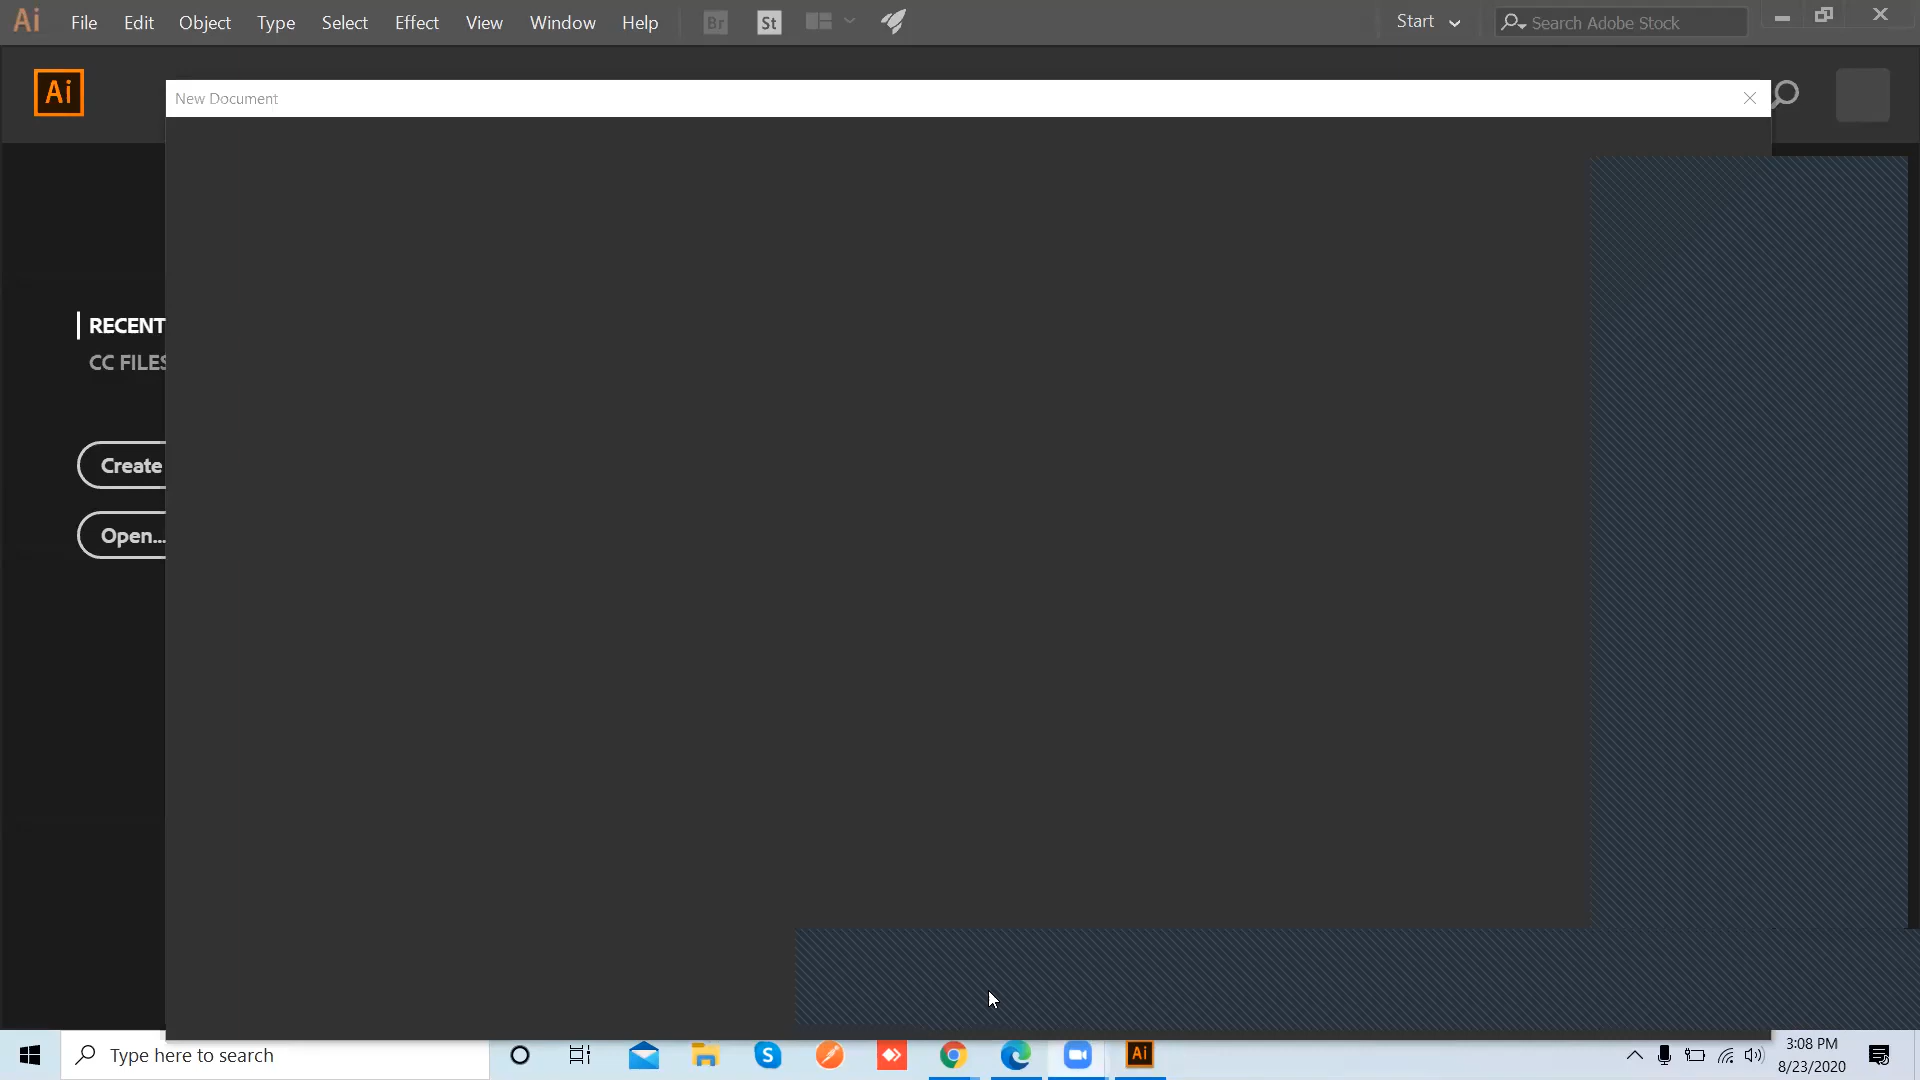 Ai File Edit Object Type Select Effect View Window Help Br St Start Search Adobe Stock
Ai
New Document
RECENT
CC FILES
Create
Open...
Type here to search
S
Ai
3:08 PM
8/23/2020